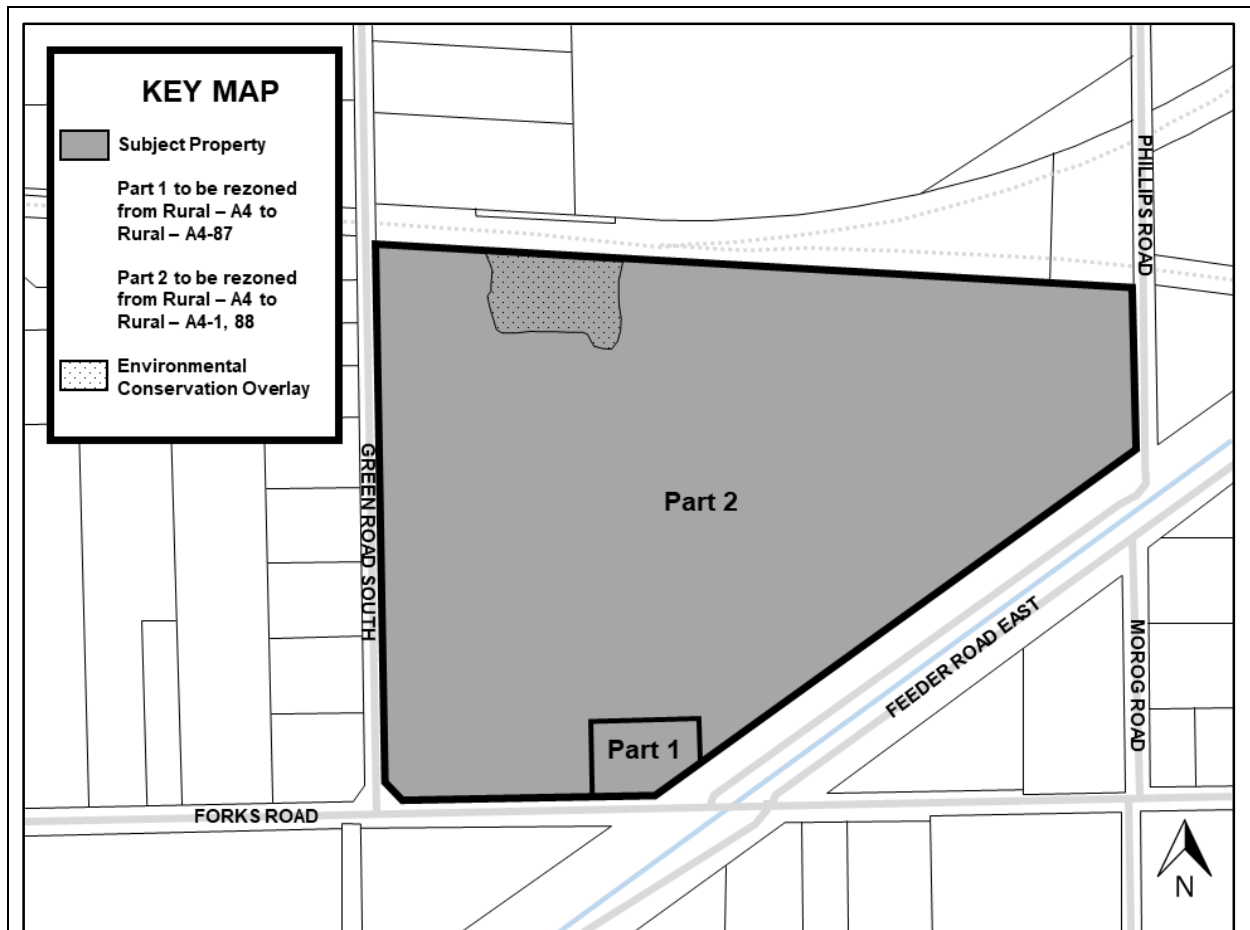 KEY MAP
Subject Property
Part 1 to be rezoned
from Rural – A4 to
Rural – A4-87
Part 2 to be rezoned
from Rural – A4 to
Rural – A4-1, 88
Environmental
Conservation Overlay
PHILLIPS ROAD
GREEN ROAD SOUTH
Part 2
FEEDER ROAD EAST
MOROG ROAD
Part 1
FORKS ROAD
N